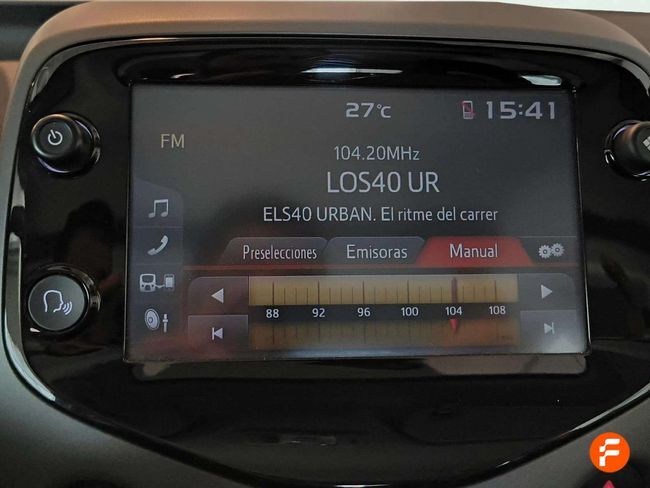 27°C 15:41
FM
104.20MHz
LOS40 UR
ELS40 URBAN. El ritme del carrer
Preselecciones Emisoras Manual
88 92 96 100 104 108